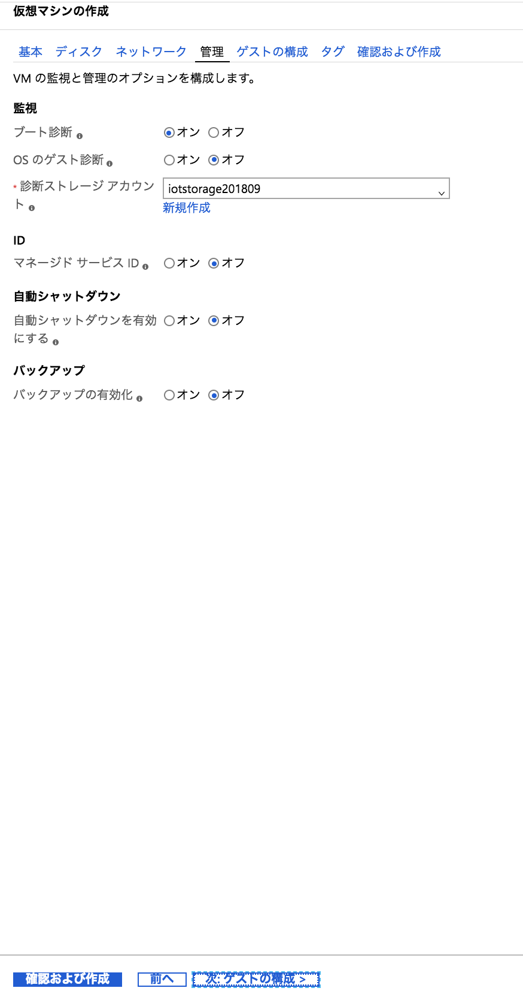 仮想マシンの作成
基本 ディスク ネットワーク 管理 ゲストの構成 タグ 確認および作成
VM の監視と管理のオプションを構成します。
監視
ブート診断 オン オフ
OS のゲスト診断 オン オフ
* 診断ストレージ アカウン
ト
iotstorage201809
新規作成
ID
マネージド サービス ID オン オフ
自動シャットダウン
自動シャットダウンを有効
にする
オン オフ
バックアップ
バックアップの有効化 オン オフ
確認および作成 前へ 次: ゲストの構成 >